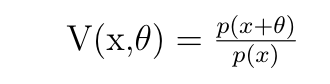 V(x,θ) = p(x+θ)/p(x)